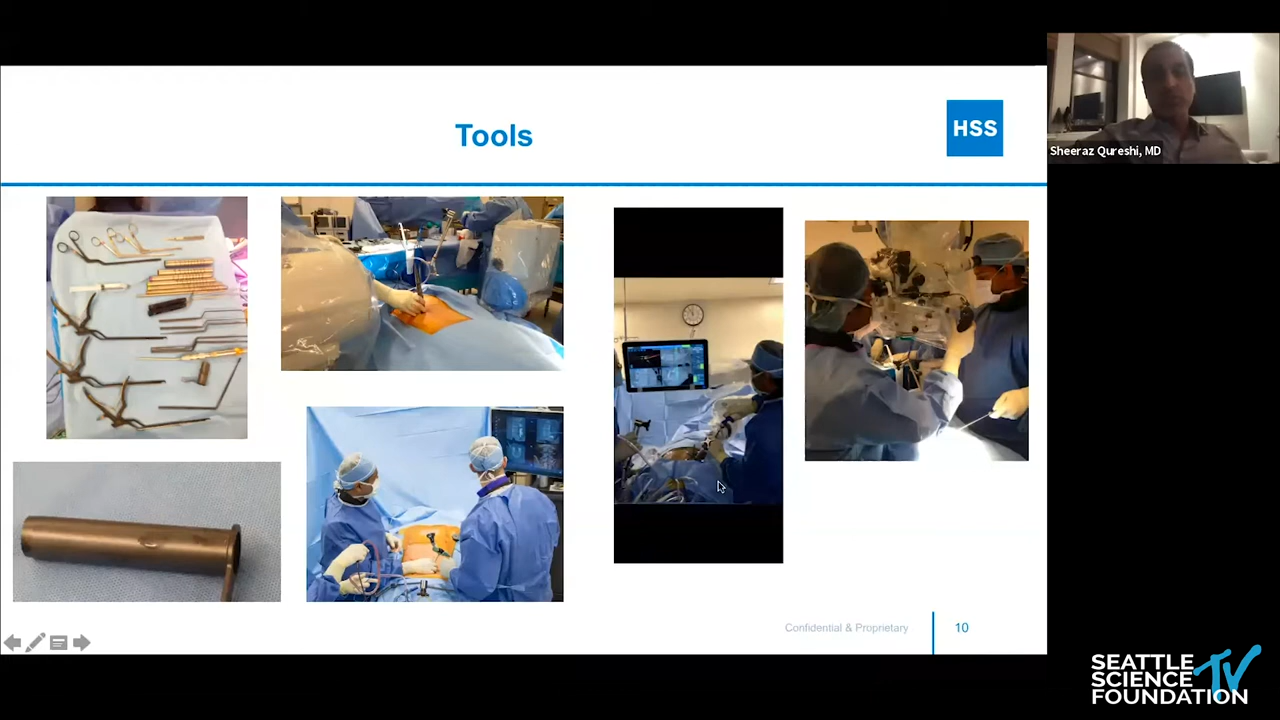 Tools
HSS
Sheeraz Qureshi, MD
Confidential & Proprietary
10
SEATTLE
SCIENCE
FOUNDATION
TV